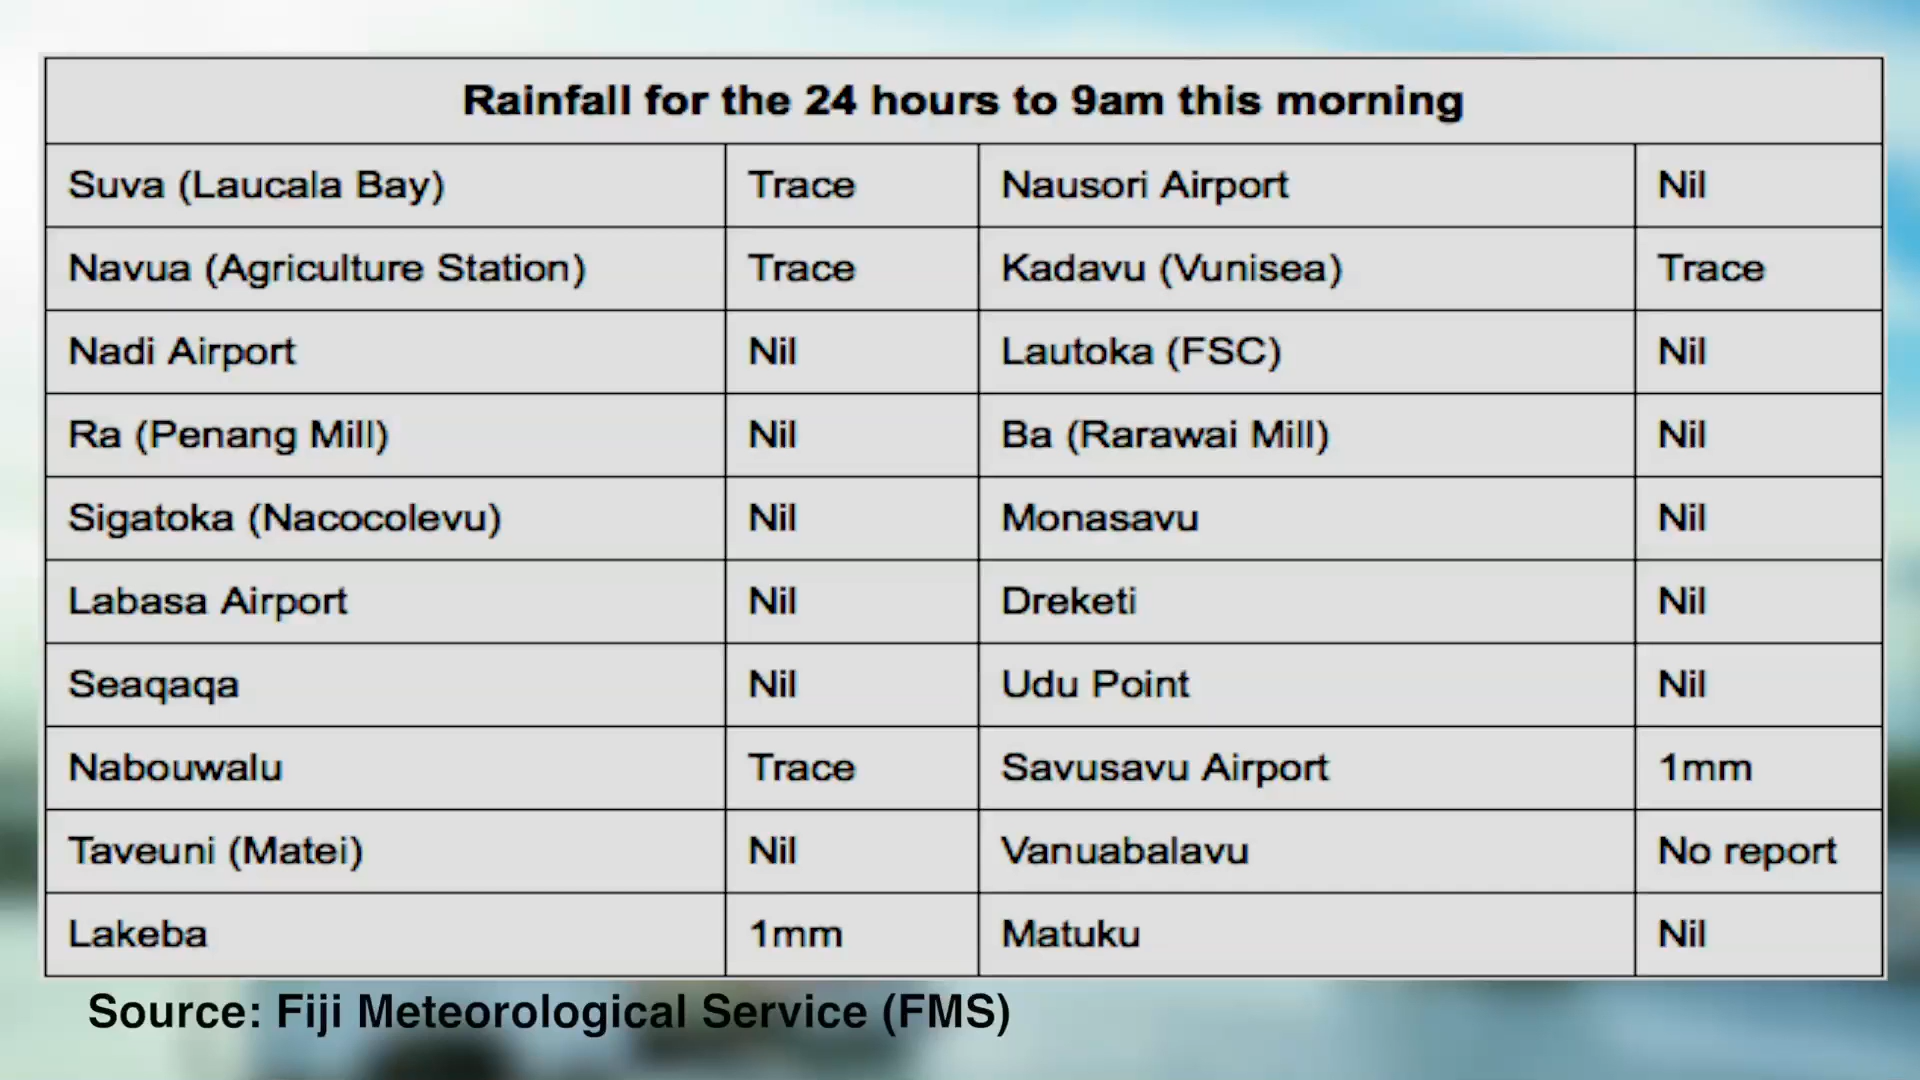 Rainfall for the 24 hours to 9am this morning
Suva (Laucala Bay) Trace Nausori Airport Nil
Navua (Agriculture Station) Trace Kadavu (Vunisea) Trace
Nadi Airport Nil Lautoka (FSC) Nil
Ra (Penang Mill) Nil Ba (Rarawai Mill) Nil
Sigatoka (Nacocolevu) Nil Monasavu Nil
Labasa Airport Nil Dreketi Nil
Seaqaqa Nil Udu Point Nil
Nabouwalu Trace Savusavu Airport 1mm
Taveuni (Matei) Nil Vanuabalavu No report
Lakeba 1mm Matuku Nil
Source: Fiji Meteorological Service (FMS)